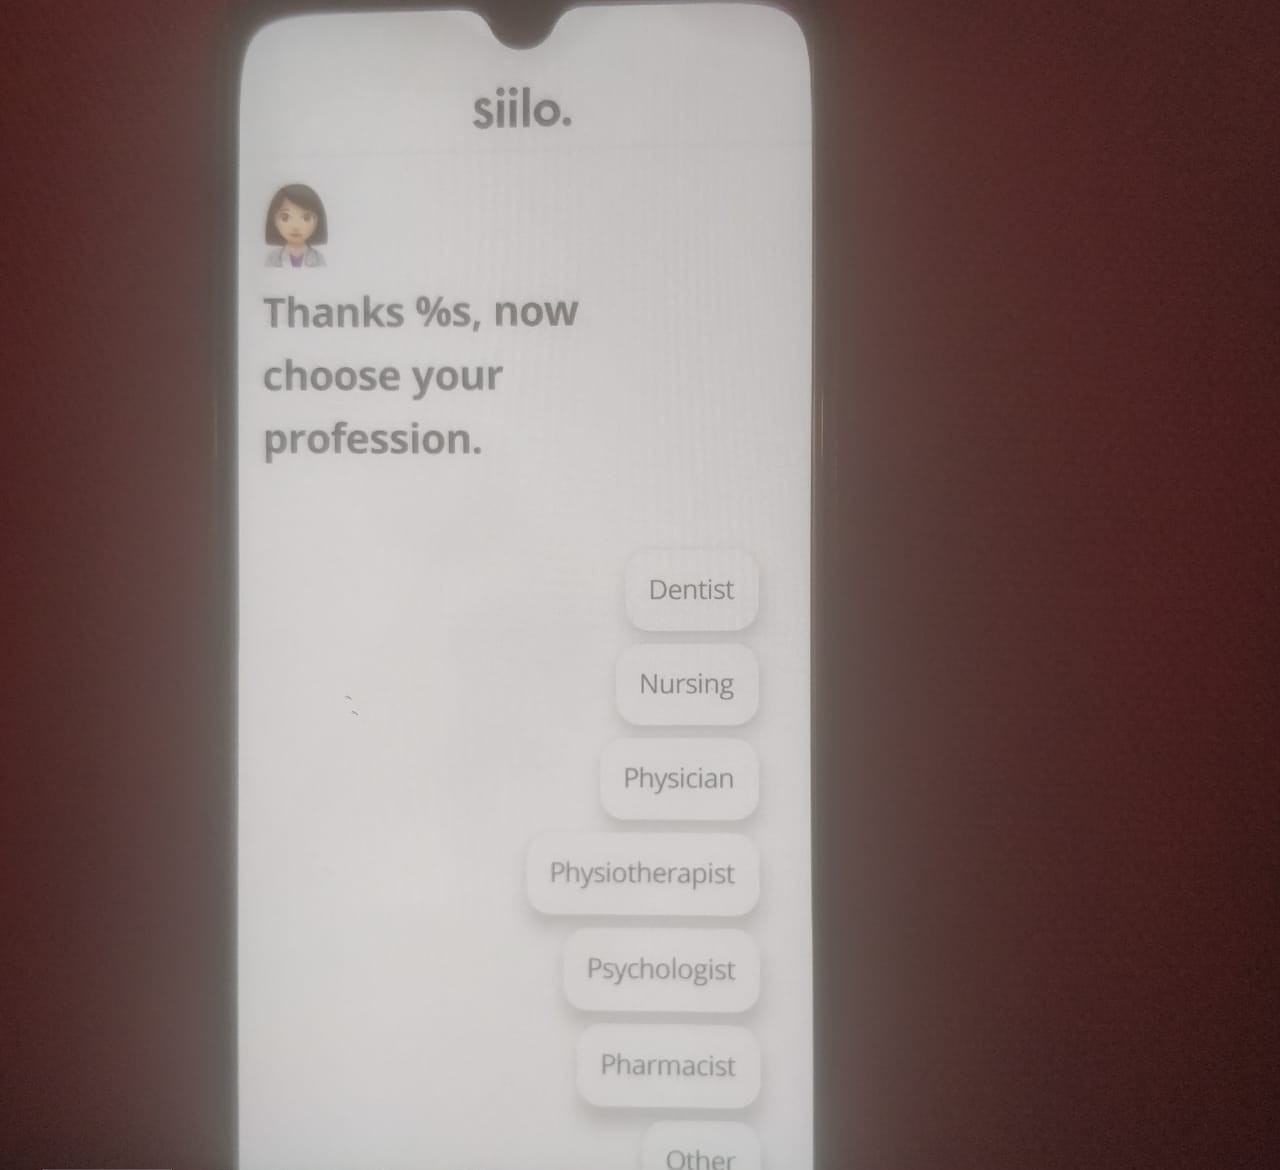 siilo.
Thanks %s, now
choose your
profession.
Dentist
Nursing
Physician
Physiotherapist
Psychologist
Pharmacist
Other